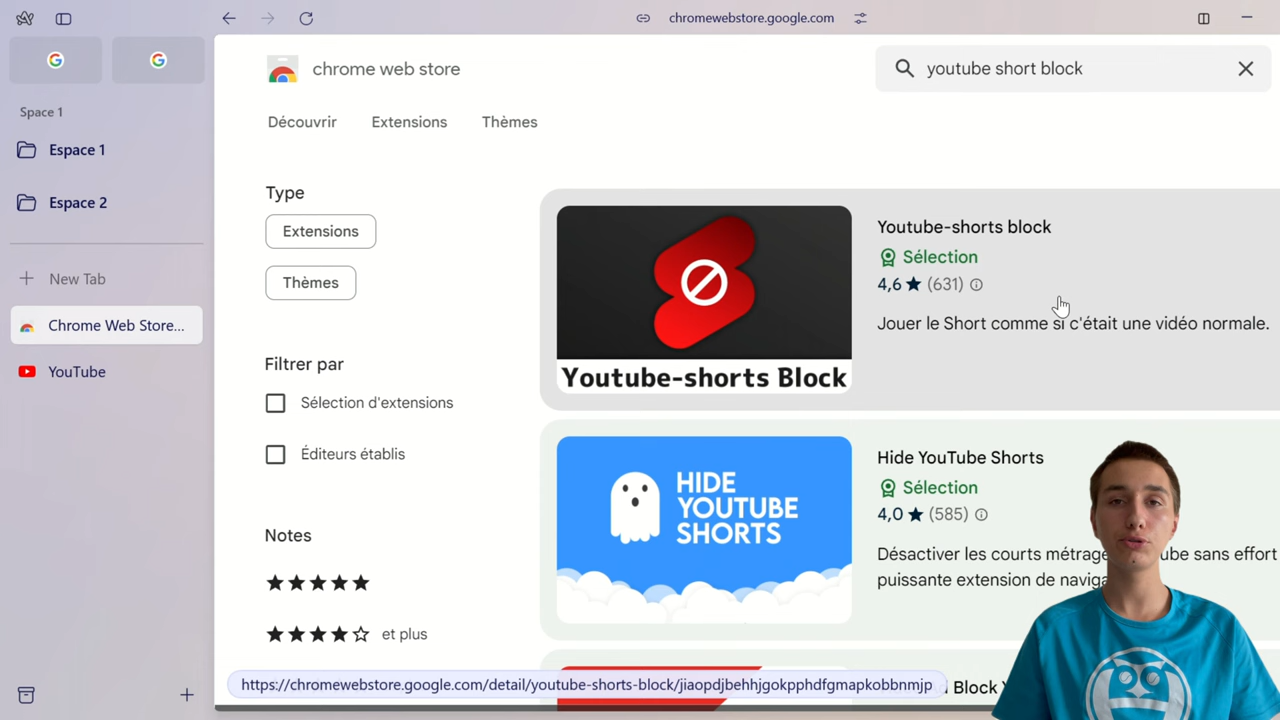 chromewebstore.google.com
Space 1
Espace 1
Espace 2
New Tab
Chrome Web Store...
YouTube
chrome web store
youtube short block
Découvrir
Extensions
Thèmes
Type
Extensions
Thèmes
Filtrer par
Sélection d'extensions
Éditeurs établis
Notes
et plus
Youtube-shorts Block
Youtube-shorts block
Sélection
4,6 ★ (631)
Jouer le Short comme si c'était une vidéo normale.
HIDE
YOUTUBE
SHORTS
Hide YouTube Shorts
Sélection
4,0 ★ (585)
Désactiver les courts sans effort
puissante extension de
Block
https://chromewebstore.google.com/detail/youtube-shorts-block/jiaopdjbehhjgokpphdfgmapkobbnmjp